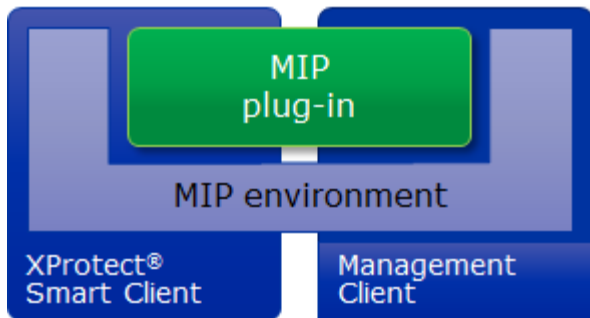 MIP
plug-in
MIP environment
XProtect®
Smart Client
Management
Client